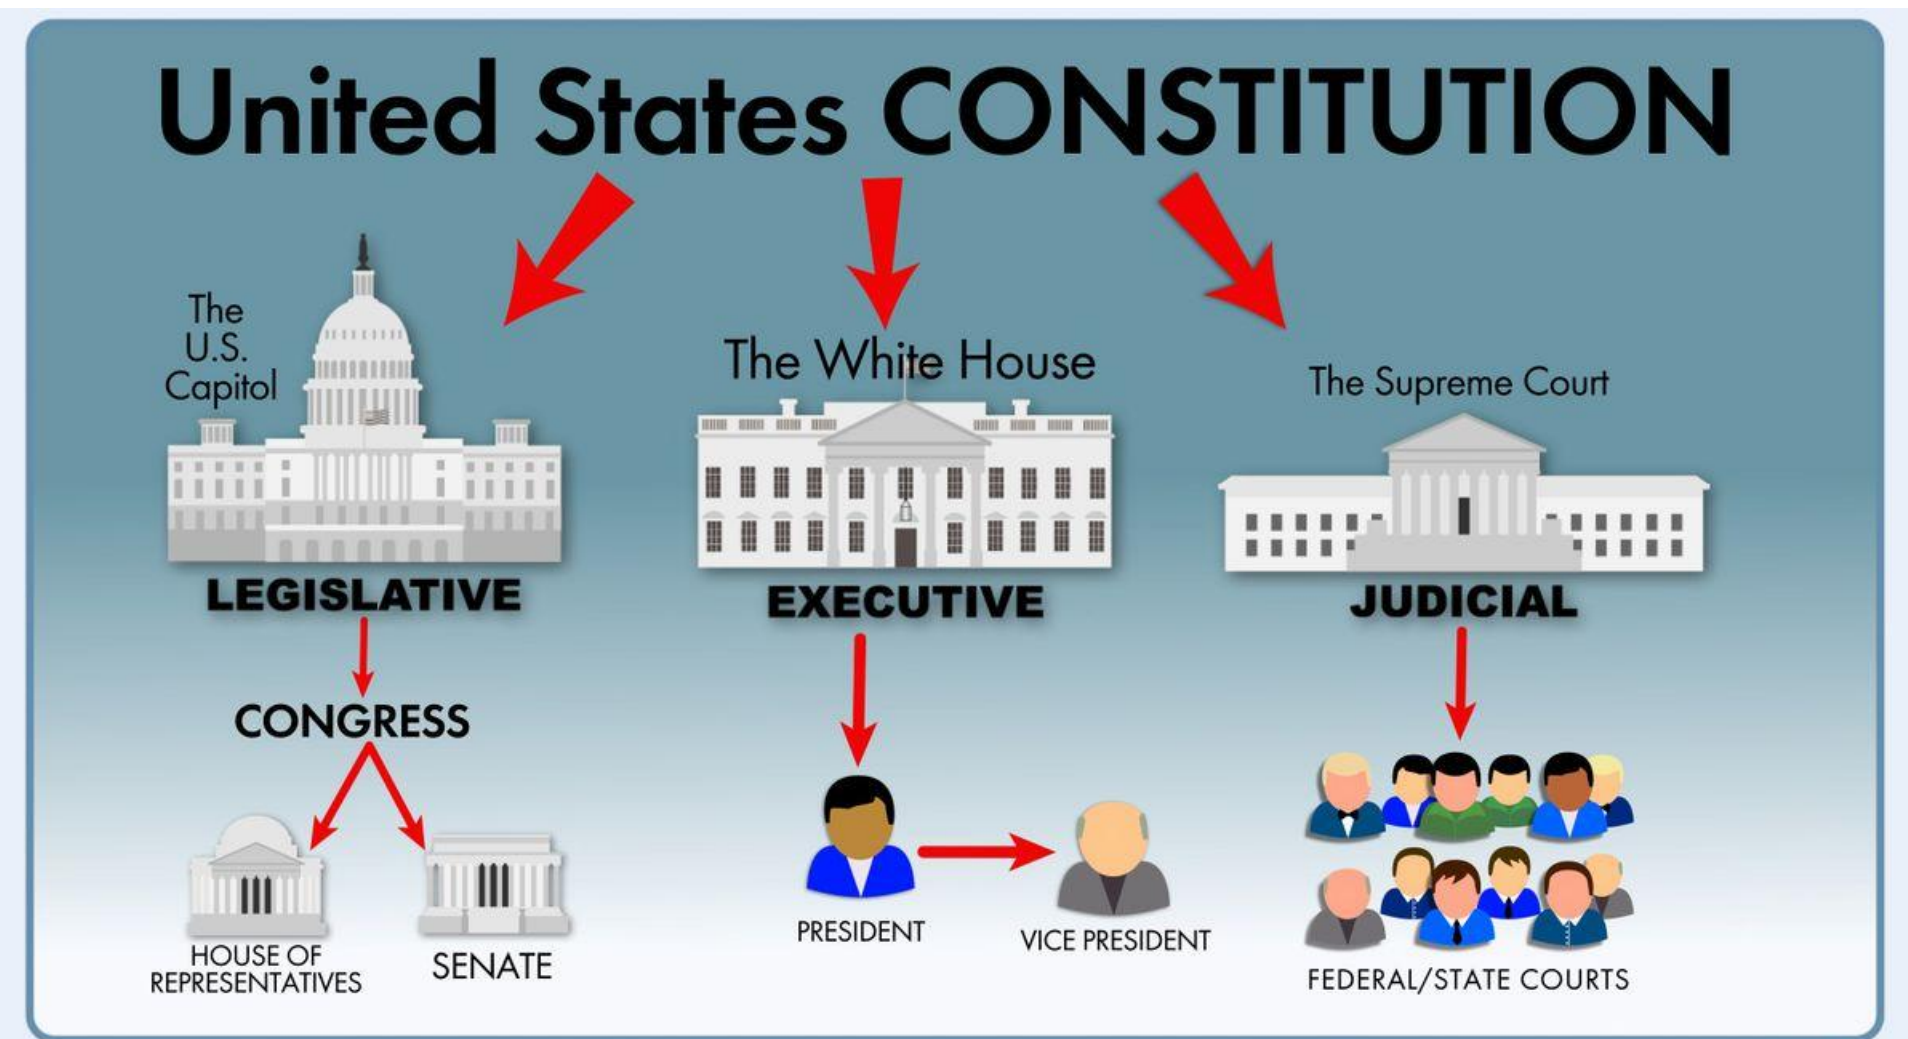 United States CONSTITUTION
The
U.S.
Capitol
The White House
The Supreme Court
LEGISLATIVE
EXECUTIVE
JUDICIAL
CONGRESS
HOUSE OF
REPRESENTATIVES
SENATE
PRESIDENT
VICE PRESIDENT
FEDERAL/STATE COURTS